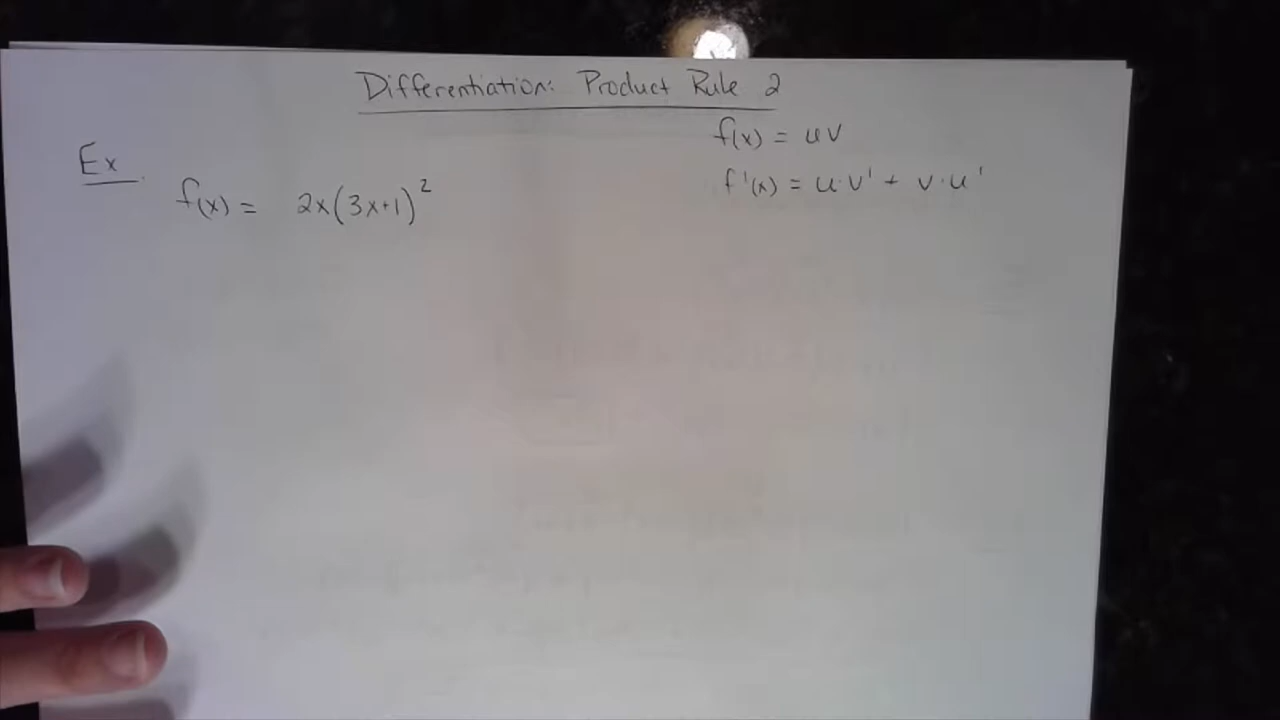 Differentiation: Product Rule 2
f(x) = uv
Ex.
f'(x) = u·v' + v·u'
f(x) = 2x(3x+1)²